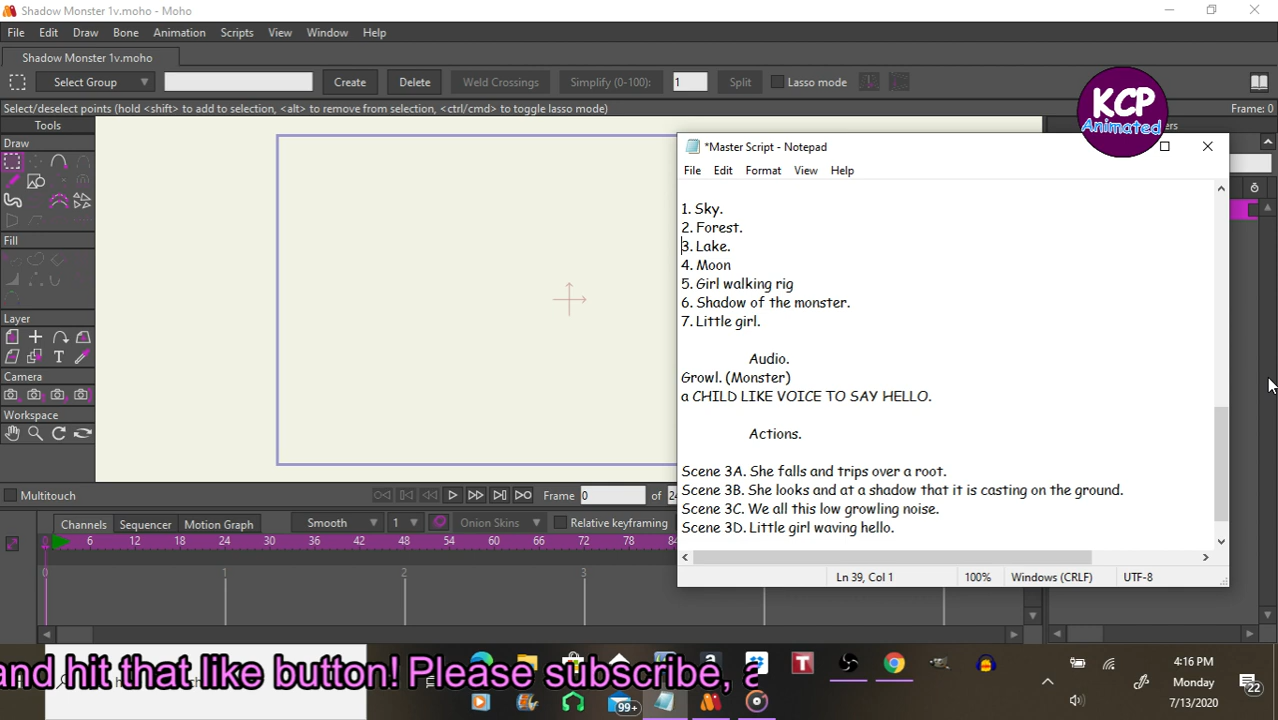 Shadow Monster 1v.moho - Moho
File Edit Draw Bone Animation Scripts View Window Help
Shadow Monster 1v.moho
Select Group Create Delete Weld Crossings Simplify (0-100): 1 Split Lasso mode
Select/deselect points (hold <shift> to add to selection, <alt> to remove from selection, <ctrl/cmd> to toggle lasso mode)
Frame: 0
KCP
Animated
Tools
Draw
Fill
Layer
Camera
Workspace
*Master Script - Notepad
File Edit Format View Help
1. Sky.
2. Forest.
3. Lake.
4. Moon
5. Girl walking rig
6. Shadow of the monster.
7. Little girl.
Audio.
Growl. (Monster)
a CHILD LIKE VOICE TO SAY HELLO.
Actions.
Scene 3A. She falls and trips over a root.
Scene 3B. She looks and at a shadow that it is casting on the ground.
Scene 3C. We all this low growling noise.
Scene 3D. Little girl waving hello.
Ln 39, Col 1 100% Windows (CRLF) UTF-8
Multitouch
Frame 0 of
Channels Sequencer Motion Graph Smooth 1 Onion Skins Relative keyframing
0 6 12 18 24 30 36 42 48 54 60 66 72 78
0 1 2 3
and hit that like button! Please subscribe, a
99+
4:16 PM
Monday
7/13/2020
22